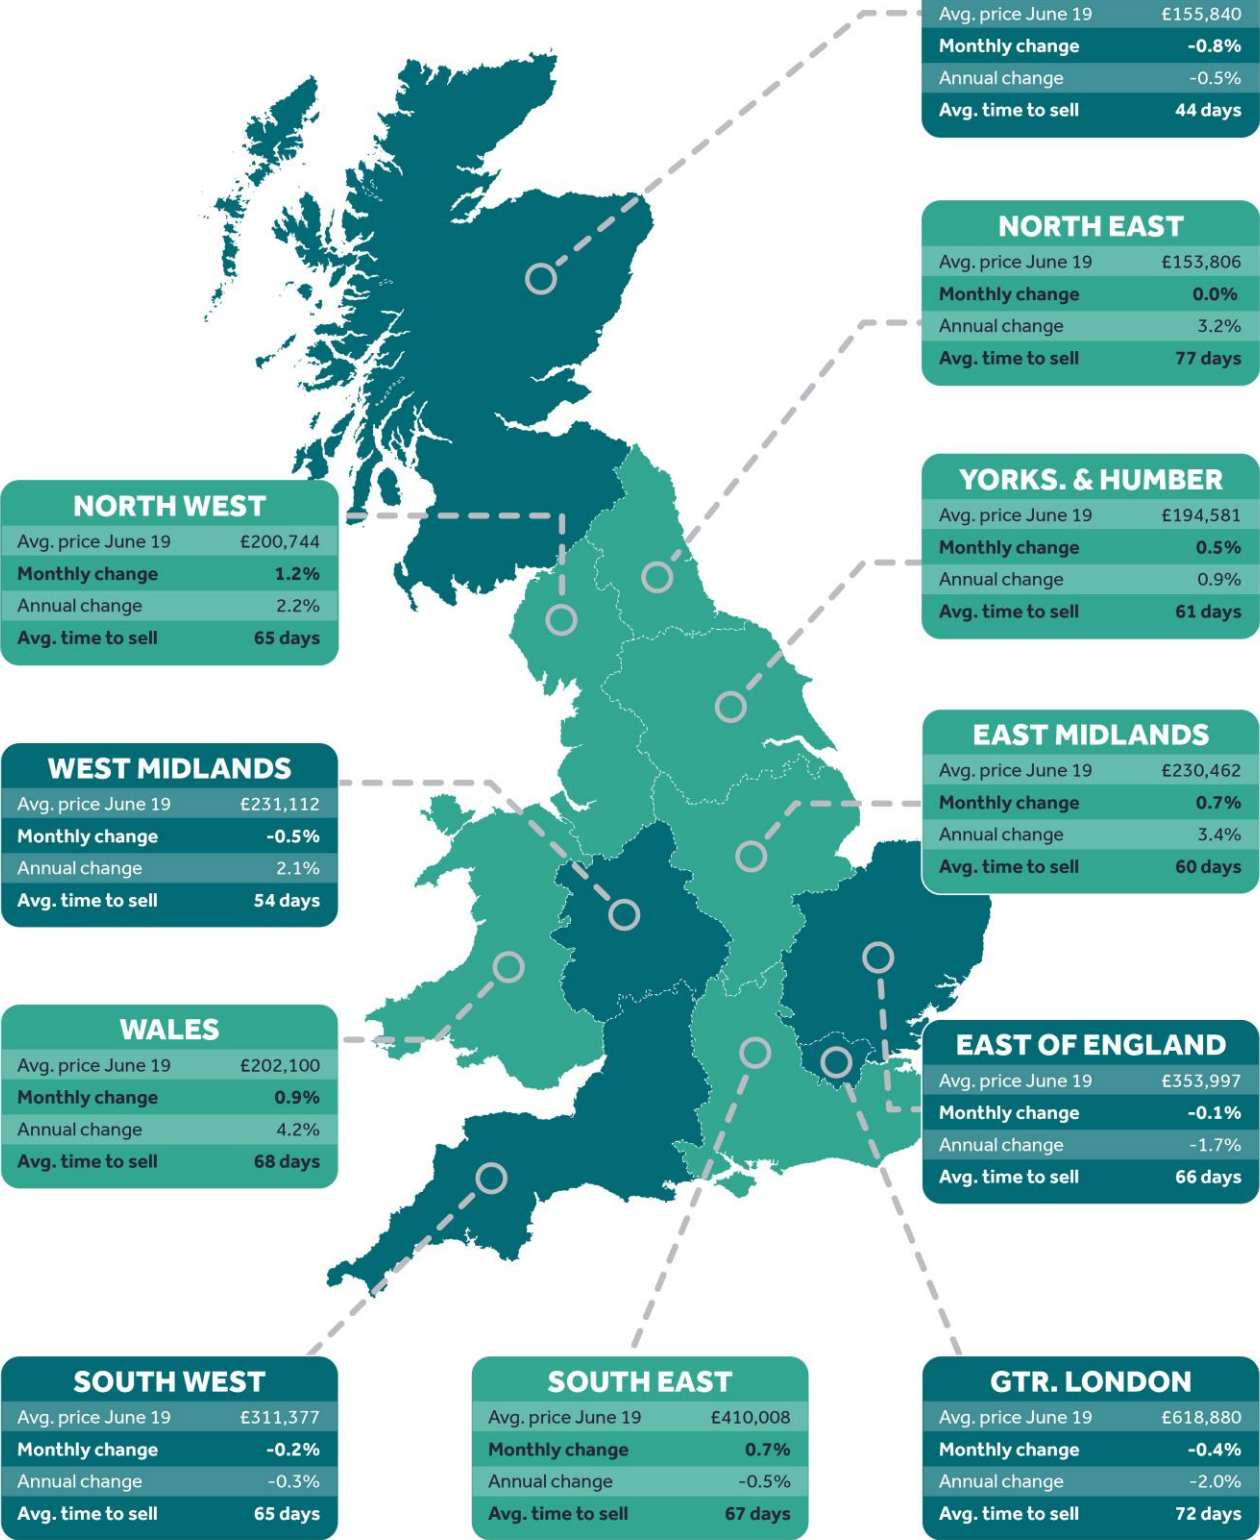 Avg. price June 19 £155,840
Monthly change -0.8%
Annual change -0.5%
Avg. time to sell 44 days
NORTH EAST
Avg. price June 19 £153,806
Monthly change 0.0%
Annual change 3.2%
Avg. time to sell 77 days
YORKS. & HUMBER
Avg. price June 19 £194,581
Monthly change 0.5%
Annual change 0.9%
Avg. time to sell 61 days
NORTH WEST
Avg. price June 19 £200,744
Monthly change 1.2%
Annual change 2.2%
Avg. time to sell 65 days
EAST MIDLANDS
Avg. price June 19 £230,462
Monthly change 0.7%
Annual change 3.4%
Avg. time to sell 60 days
WEST MIDLANDS
Avg. price June 19 £231,112
Monthly change -0.5%
Annual change 2.1%
Avg. time to sell 54 days
WALES
Avg. price June 19 £202,100
Monthly change 0.9%
Annual change 4.2%
Avg. time to sell 68 days
EAST OF ENGLAND
Avg. price June 19 £353,997
Monthly change -0.1%
Annual change -1.7%
Avg. time to sell 66 days
SOUTH WEST
Avg. price June 19 £311,377
Monthly change -0.2%
Annual change -0.3%
Avg. time to sell 65 days
SOUTH EAST
Avg. price June 19 £410,008
Monthly change 0.7%
Annual change -0.5%
Avg. time to sell 67 days
GTR. LONDON
Avg. price June 19 £618,880
Monthly change -0.4%
Annual change -2.0%
Avg. time to sell 72 days